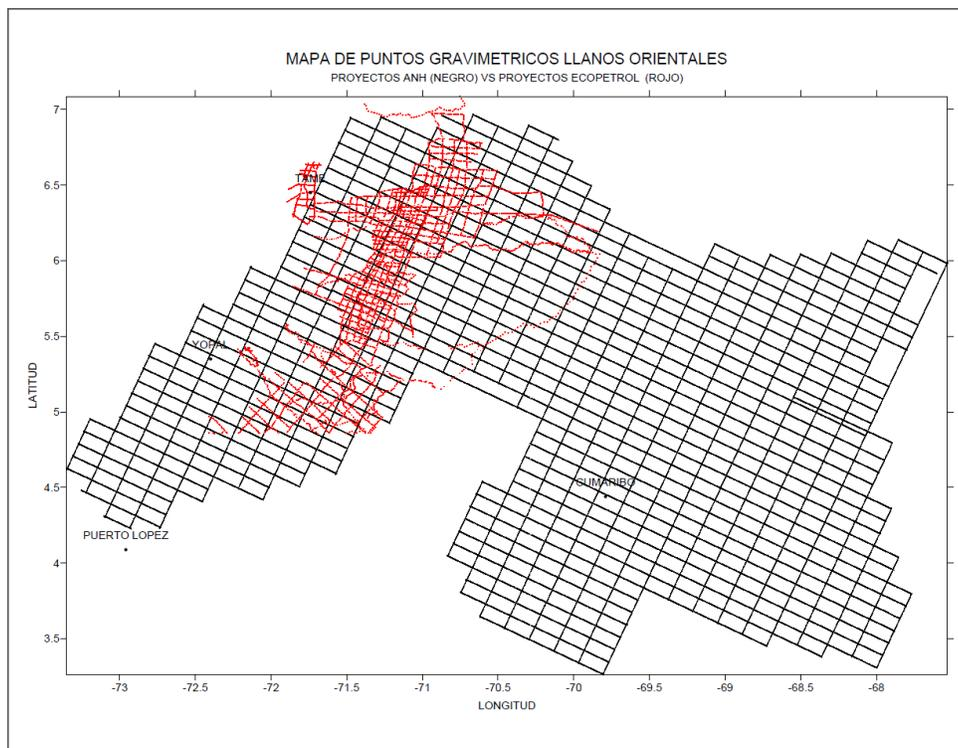 MAPA DE PUNTOS GRAVIMETRICOS LLANOS ORIENTALES
PROYECTOS ANH (NEGRO) VS PROYECTOS ECOPETROL (ROJO)
7
6.5
6
5.5
5
4.5
4
3.5
LATITUD
TAME
YOPAL
CUMARIBO
PUERTO LOPEZ
-73
-72.5
-72
-71.5
-71
-70.5
-70
-69.5
-69
-68.5
-68
LONGITUD